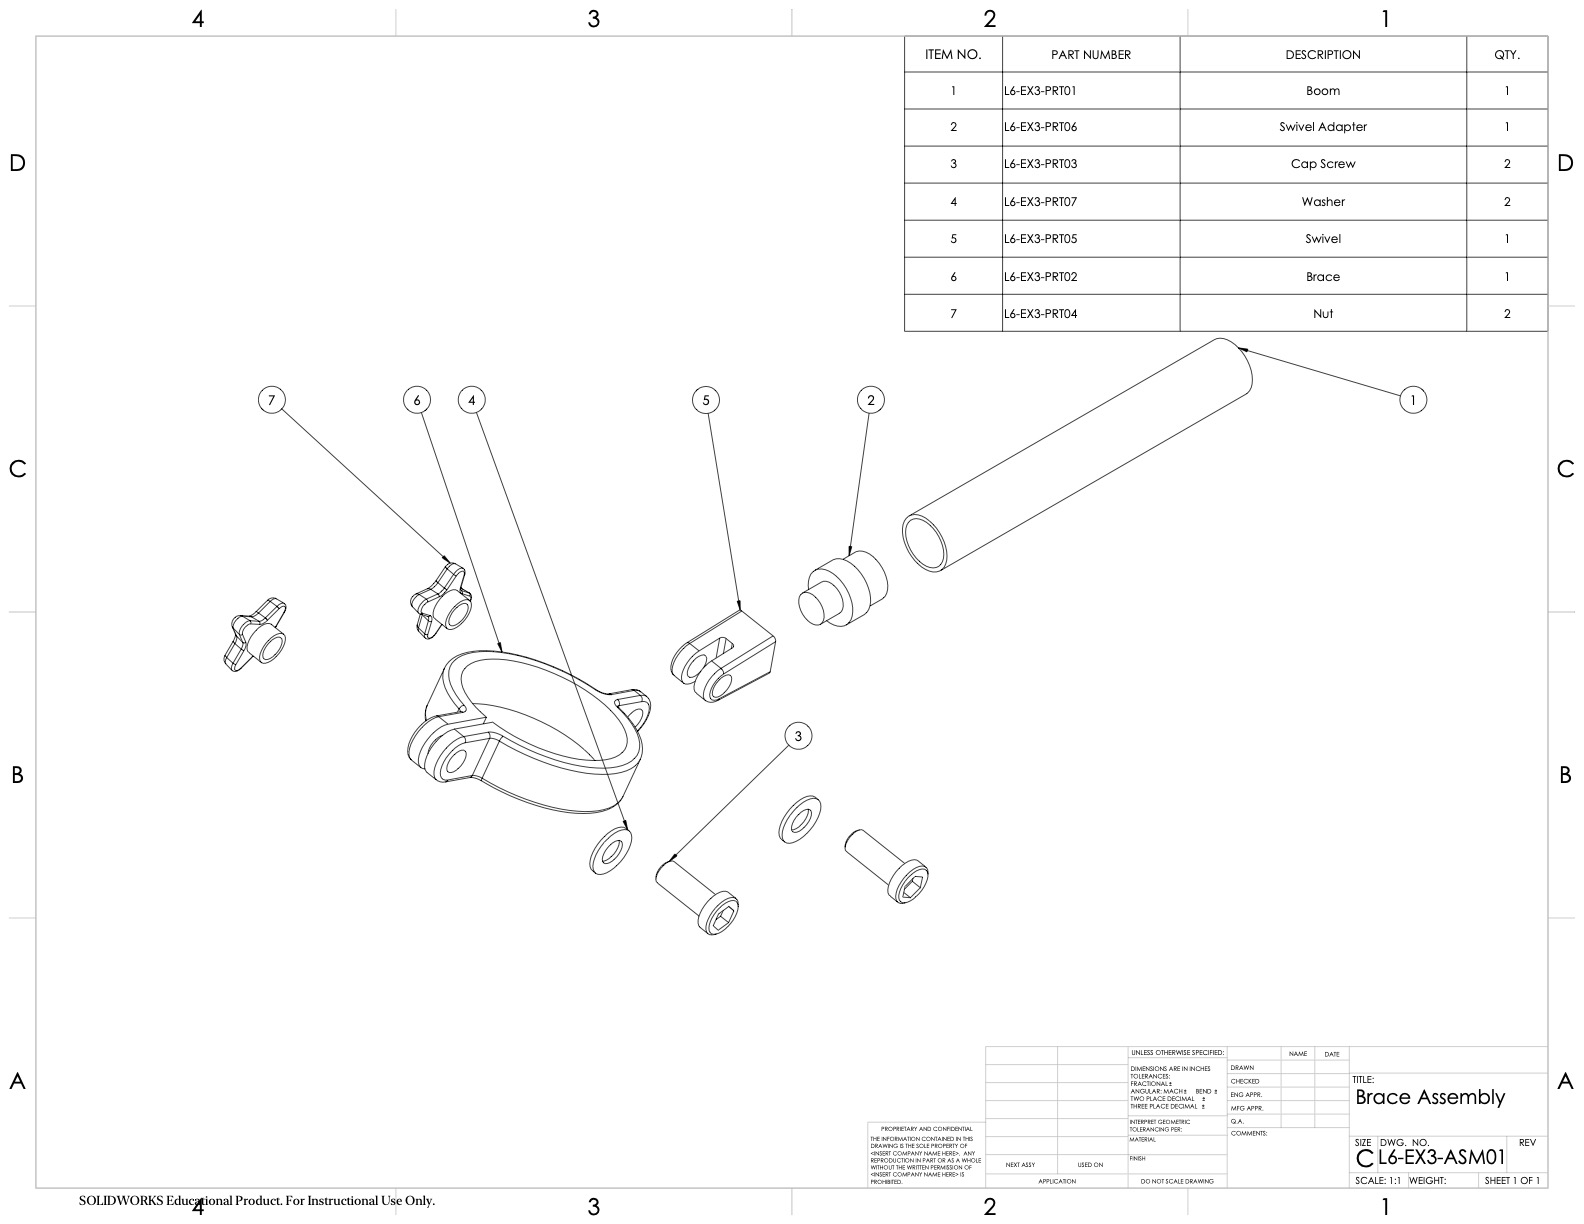 4 3 2 1
ITEM NO. PART NUMBER DESCRIPTION QTY.
1 L6-EX3-PRT01 Boom 1
2 L6-EX3-PRT06 Swivel Adapter 1
D D
3 L6-EX3-PRT03 Cap Screw 2
4 L6-EX3-PRT07 Washer 2
5 L6-EX3-PRT05 Swivel 1
6 L6-EX3-PRT02 Brace 1
7 L6-EX3-PRT04 Nut 2
7 6 4 5 2 1
C C
3
B B
A A
UNLESS OTHERWISE SPECIFIED:
DIMENSIONS ARE IN INCHES
TOLERANCES:
FRACTIONAL±
ANGULAR: MACH± BEND ±
TWO PLACE DECIMAL ±
THREE PLACE DECIMAL ±
INTERPRET GEOMETRIC
TOLERANCING PER:
MATERIAL
FINISH
DO NOT SCALE DRAWING
NAME DATE
DRAWN
CHECKED
ENG APPR.
MFG APPR.
Q.A.
COMMENTS:
TITLE:
Brace Assembly
SIZE DWG. NO. REV
C L6-EX3-ASM01
SCALE: 1:1 WEIGHT: SHEET 1 OF 1
PROPRIETARY AND CONFIDENTIAL
THE INFORMATION CONTAINED IN THIS
DRAWING IS THE SOLE PROPERTY OF
<INSERT COMPANY NAME HERE>. ANY
REPRODUCTION IN PART OR AS A WHOLE
WITHOUT THE WRITTEN PERMISSION OF
<INSERT COMPANY NAME HERE> IS
PROHIBITED.
NEXT ASSY USED ON
APPLICATION
SOLIDWORKS Educational Product. For Instructional Use Only.
4 3 2 1